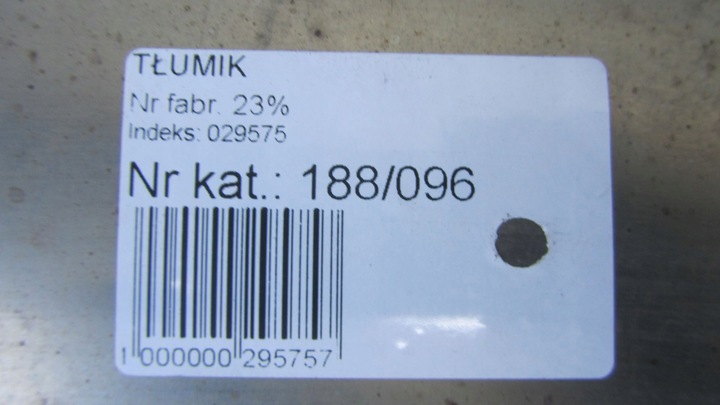 TŁUMIK
Nr fabr. 23%
Indeks: 029575
Nr kat.: 188/096
1 000000 295757